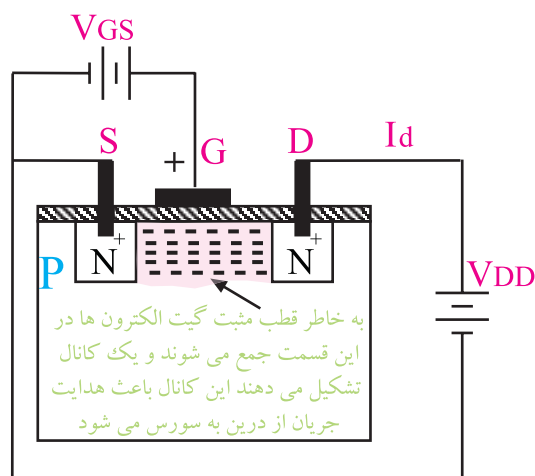 VGS
S
+
G
D
Id
P
N+
N+
VDD
به خاطر قطب مثبت گیت الکترون ها در
این قسمت جمع می شوند و یک کانال
تشکیل می دهند این کانال باعث هدایت
جریان از درین به سورس می شود